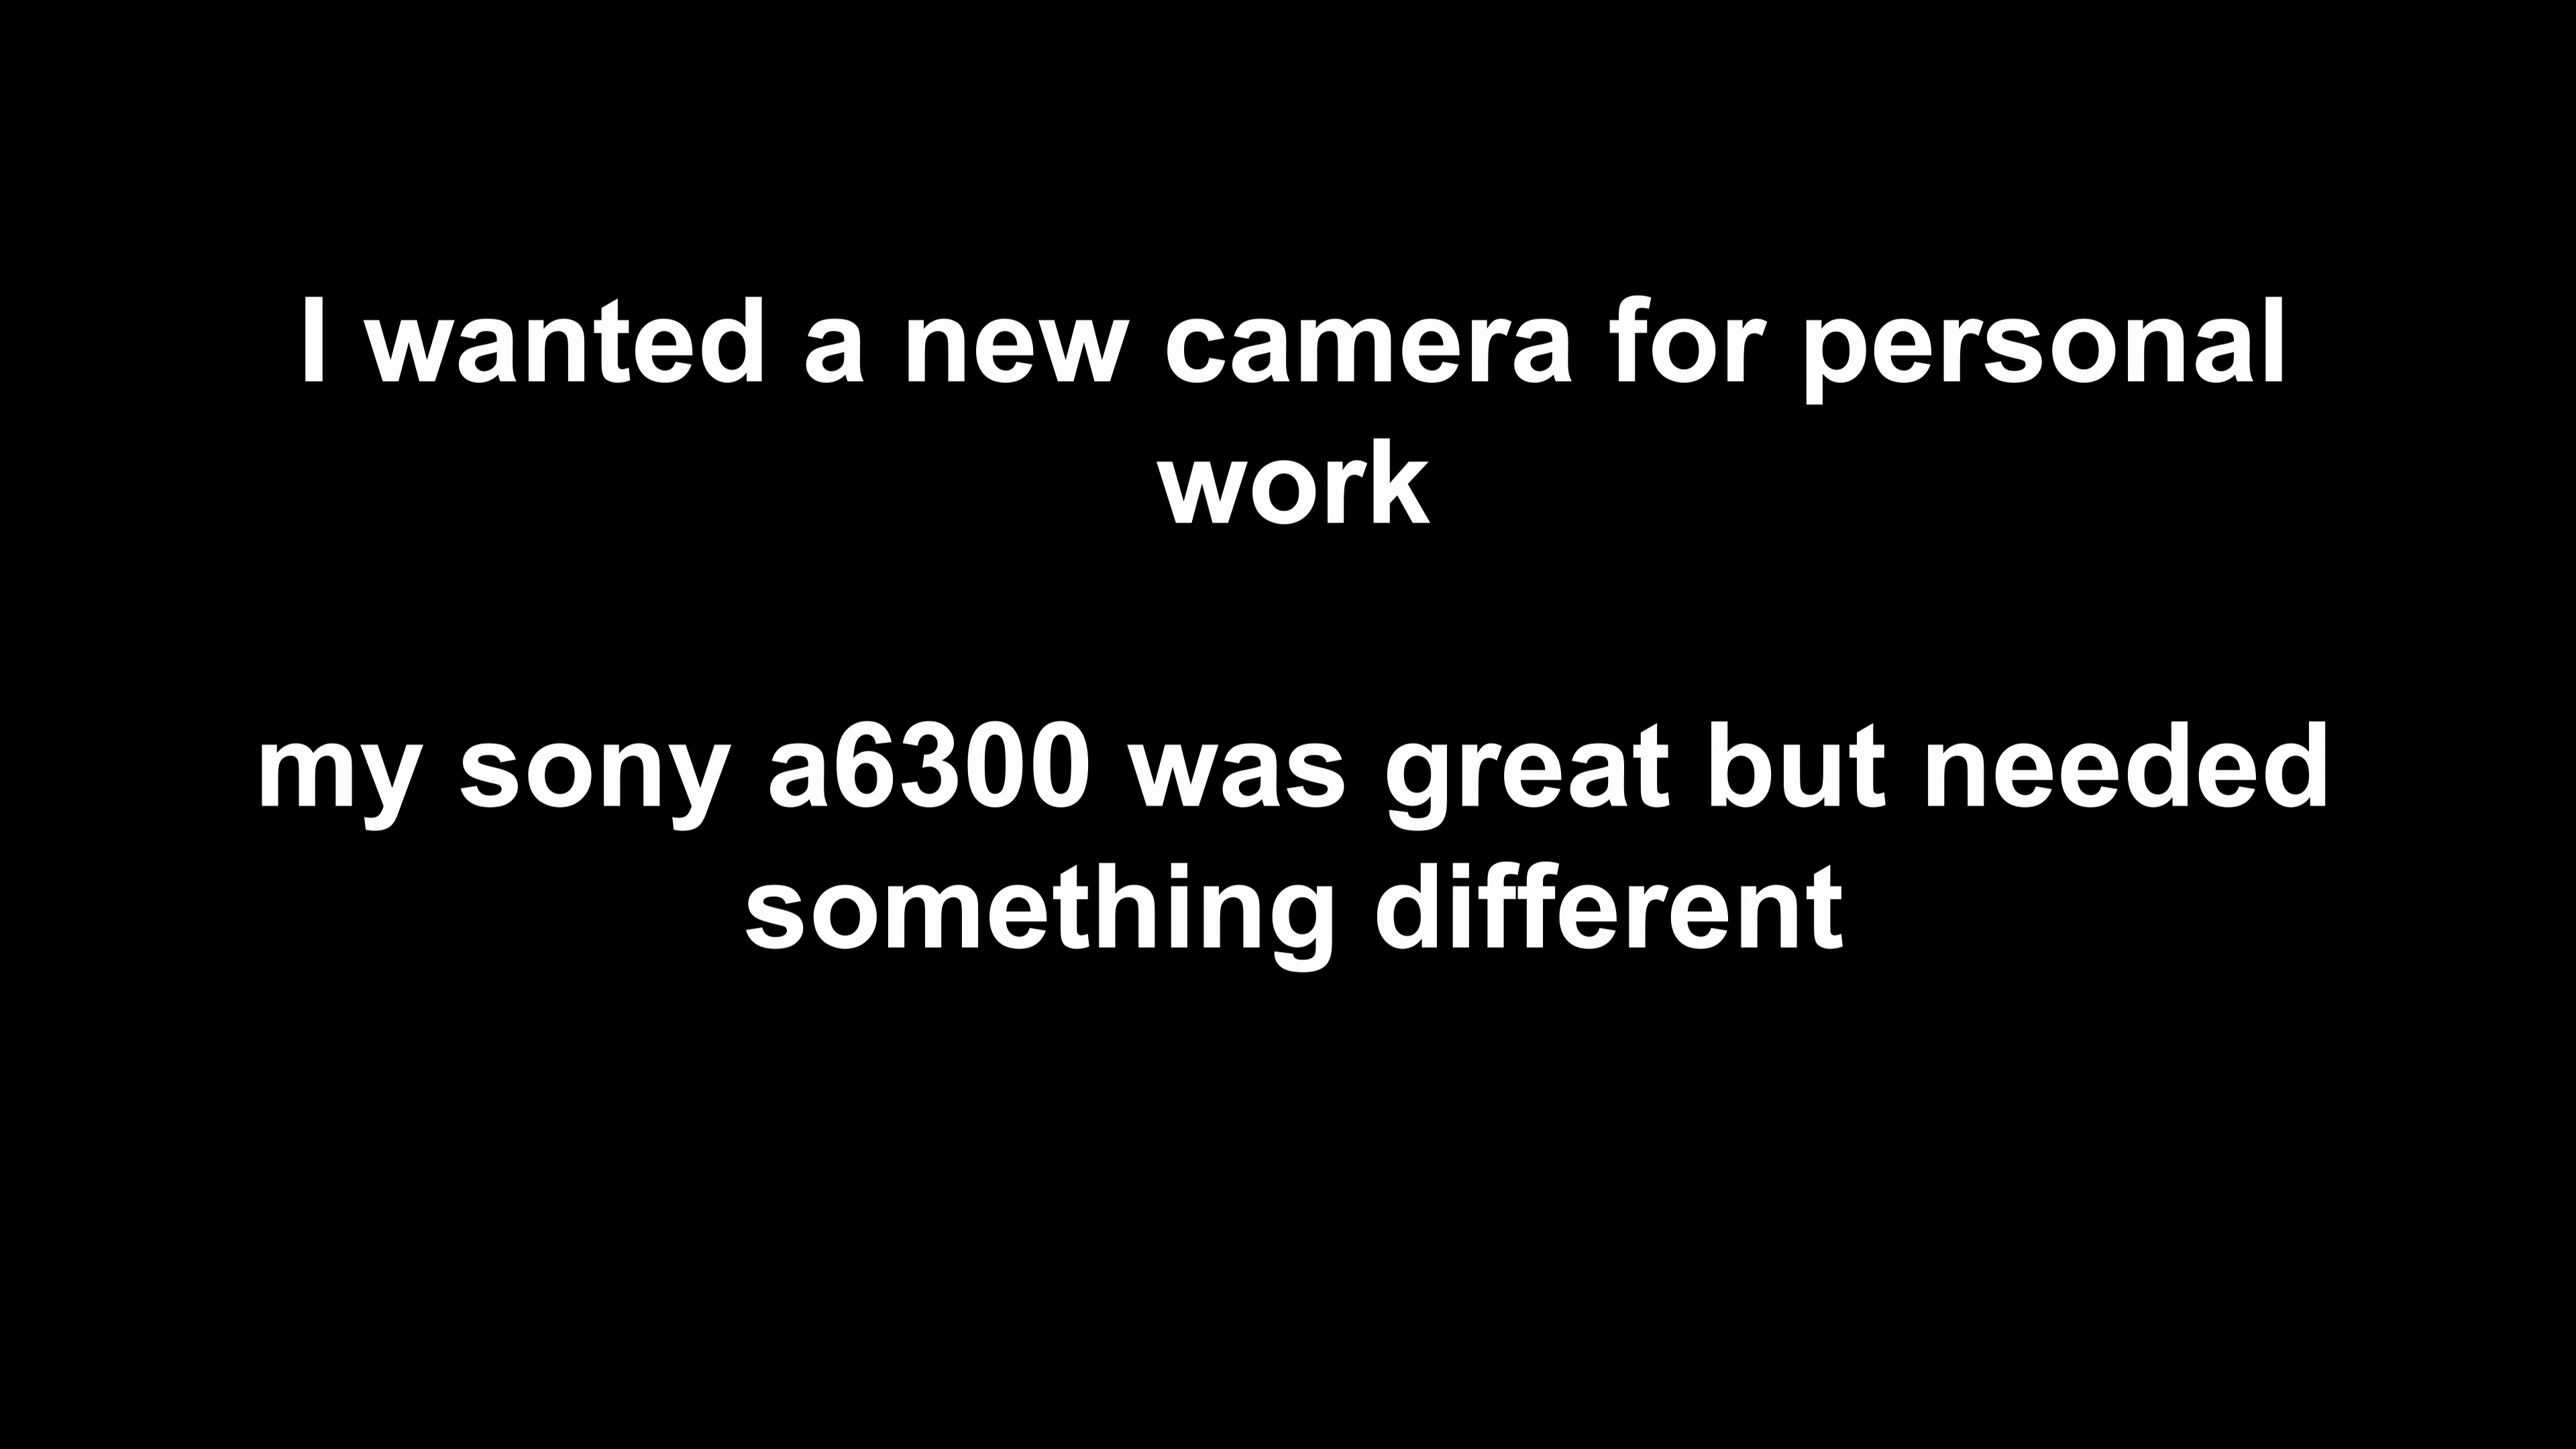 I wanted a new camera for personal
work
my sony a6300 was great but needed
something different